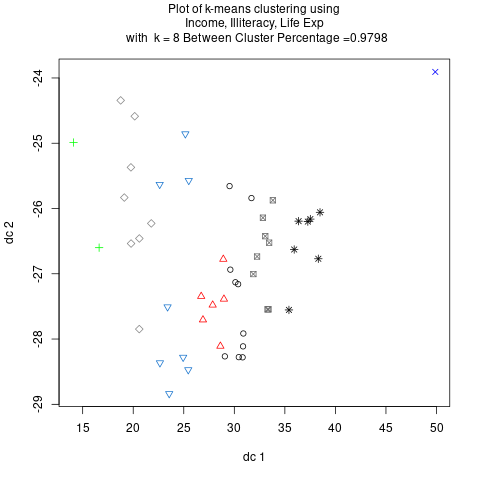 Plot of k-means clustering using
Income, Illiteracy, Life Exp
with k = 8 Between Cluster Percentage =0.9798
-24
-25
-26
-27
-28
-29
dc 2
15 20 25 30 35 40 45 50
dc 1